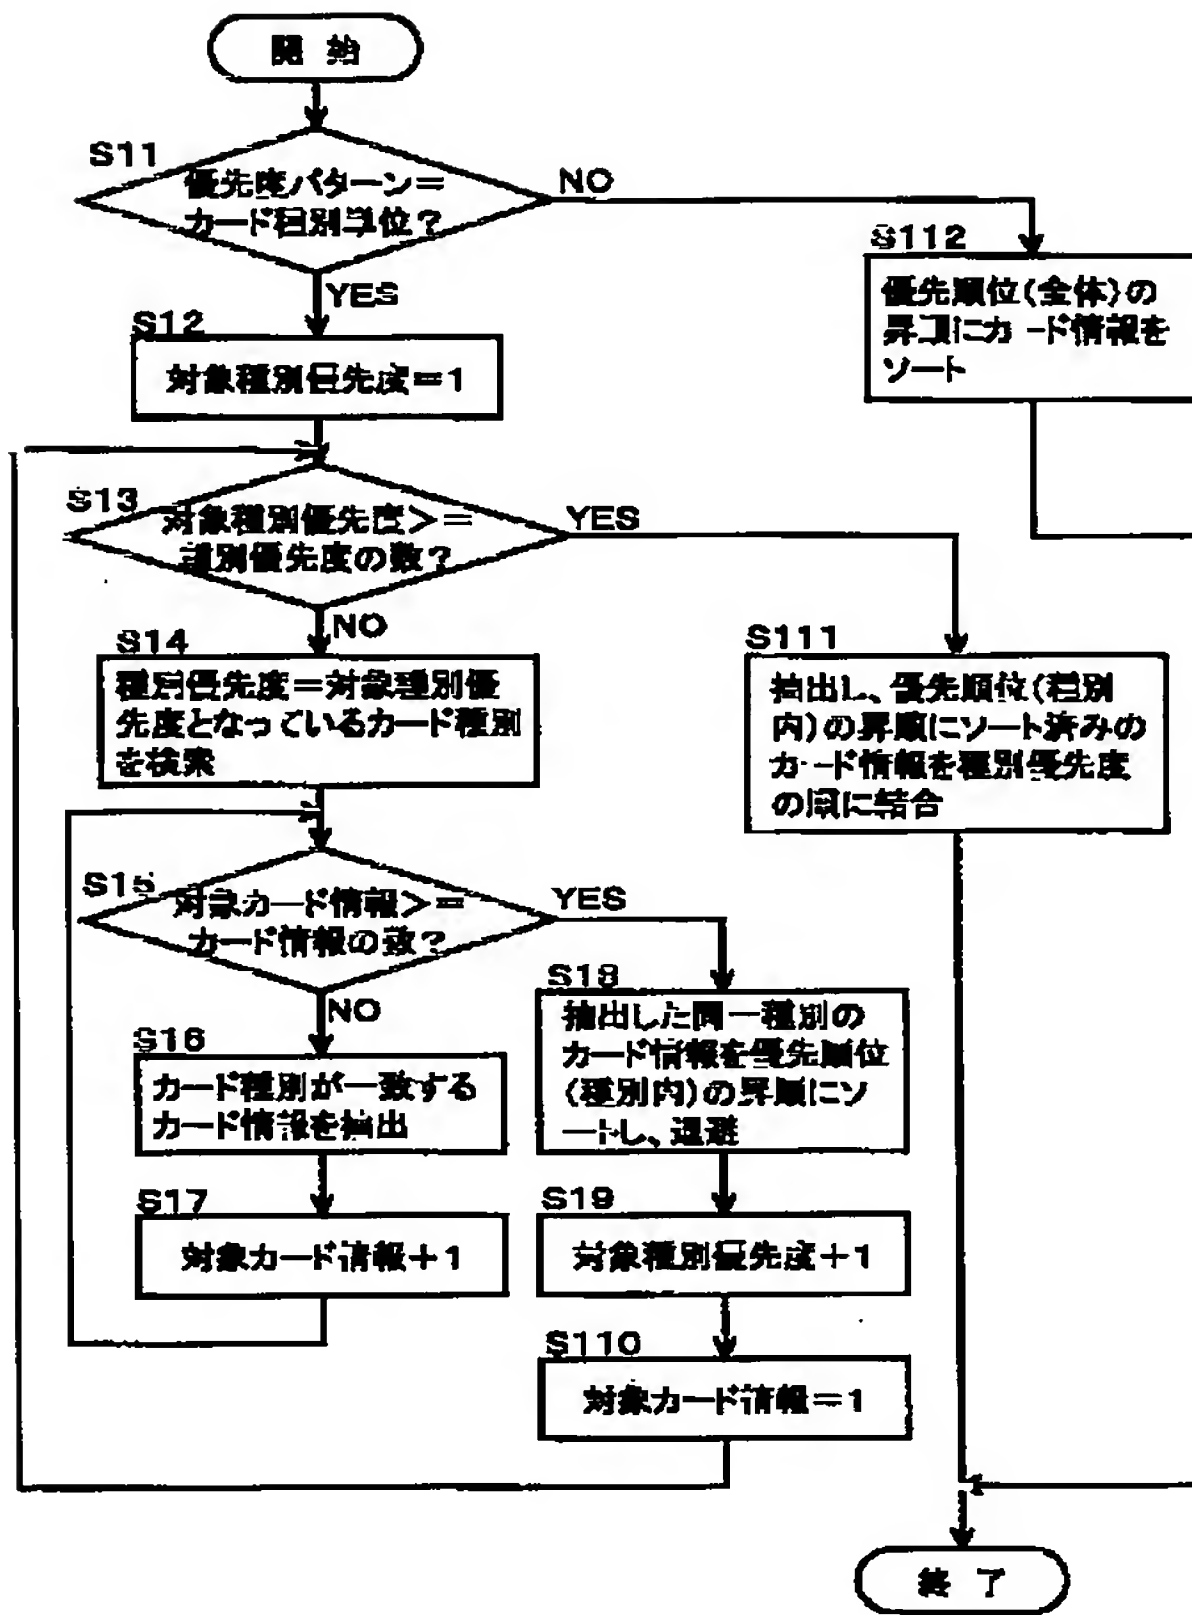 開始
S11
優先度パターン=
カード種別単位?
NO
YES
S112
優先順位(全体)の
昇順にカード情報を
ソート
S12
対象種別優先度=1
S13
対象種別優先度>=
種別優先度の数?
YES
NO
S14
種別優先度=対象種別優
先度となっているカード種別
を検索
S111
抽出し、優先順位(種別
内)の昇順にソート済みの
カード情報を種別優先度
の順に結合
S15
対象カード情報>=
カード情報の数?
YES
NO
S16
カード種別が一致する
カード情報を抽出
S18
抽出した同一種別の
カード情報を優先順位
(種別内)の昇順にソ
ートし、退避
S17
対象カード情報+1
S19
対象種別優先度+1
S110
対象カード情報=1
終了